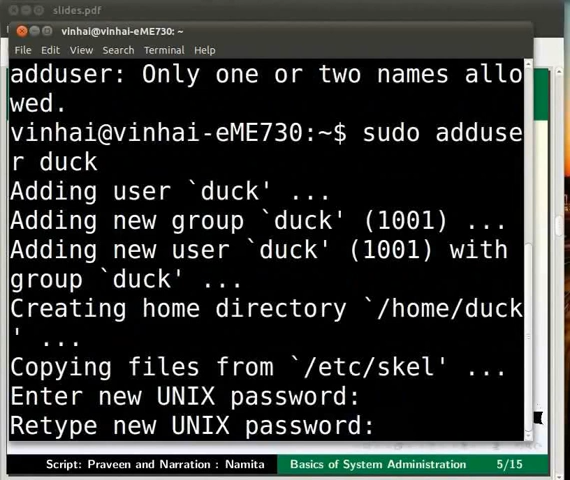 slides.pdf
vinhai@vinhai-eME730: ~
File Edit View Search Terminal Help
adduser: Only one or two names allo
wed.
vinhai@vinhai-eME730:~$ sudo adduse
r duck
Adding user `duck' ...
Adding new group `duck' (1001) ...
Adding new user `duck' (1001) with
group `duck' ...
Creating home directory `/home/duck
' ...
Copying files from `/etc/skel' ...
Enter new UNIX password:
Retype new UNIX password:
Script: Praveen and Narration : Namita Basics of System Administration 5/15